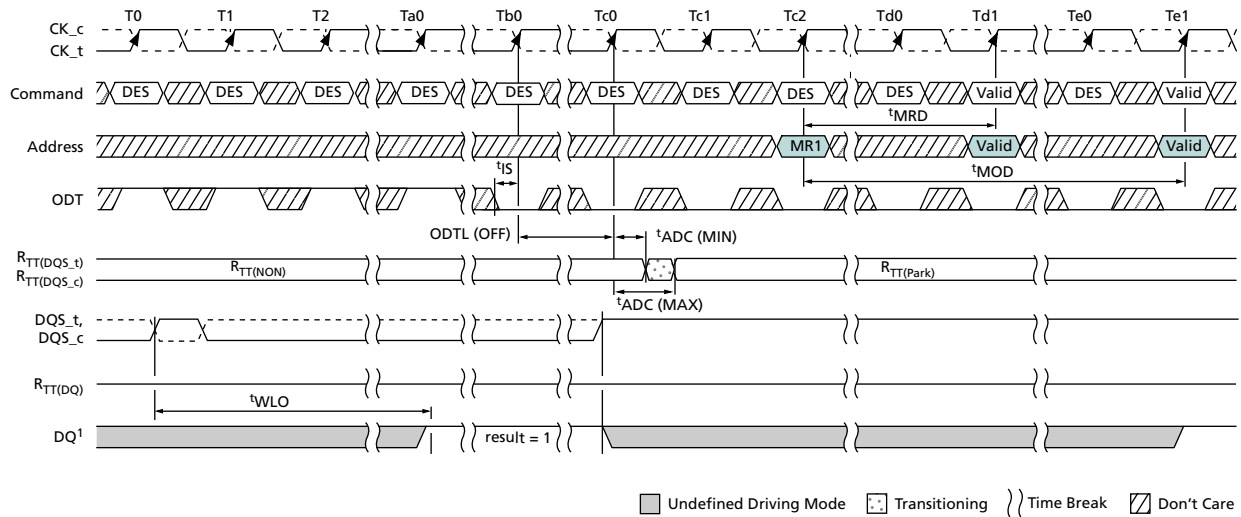 T0 T1 T2 Ta0 Tb0 Tc0 Tc1 Tc2 Td0 Td1 Te0 Te1
CK_c
CK_t
Command DES DES DES DES DES DES DES DES DES Valid DES Valid
tMRD
Address MR1 Valid Valid
tIS tMOD
ODT
ODTL (OFF) tADC (MIN)
RTT(DQS_t)
RTT(NON) RTT(Park)
RTT(DQS_c)
tADC (MAX)
DQS_t,
DQS_c
RTT(DQ)
tWLO
DQ1 result = 1
Undefined Driving Mode Transitioning Time Break Don't Care